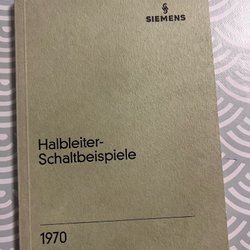 SIEMENS
Halbleiter-
Schaltbeispiele
1970